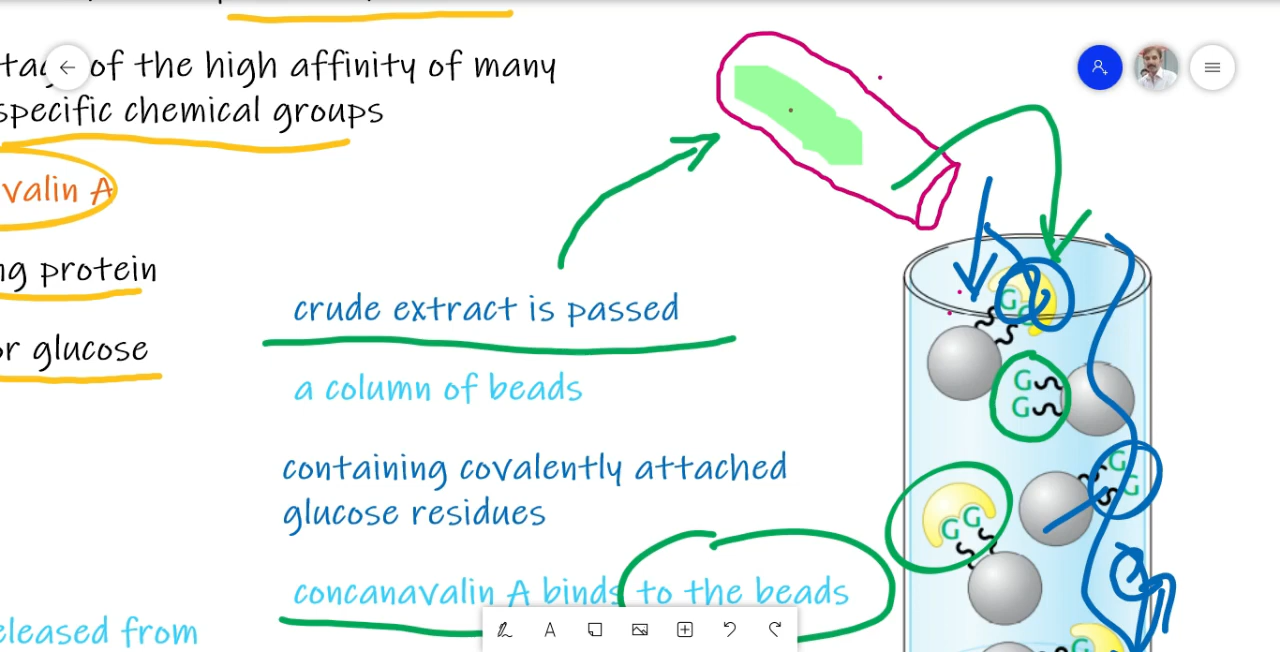 of the high affinity of many
specific chemical groups
valin A
ng protein
or glucose
crude extract is passed
a column of beads
containing covalently attached
glucose residues
concanavalin A binds to the beads
eleased from
G
G
G
G
G
G
G G
G
A